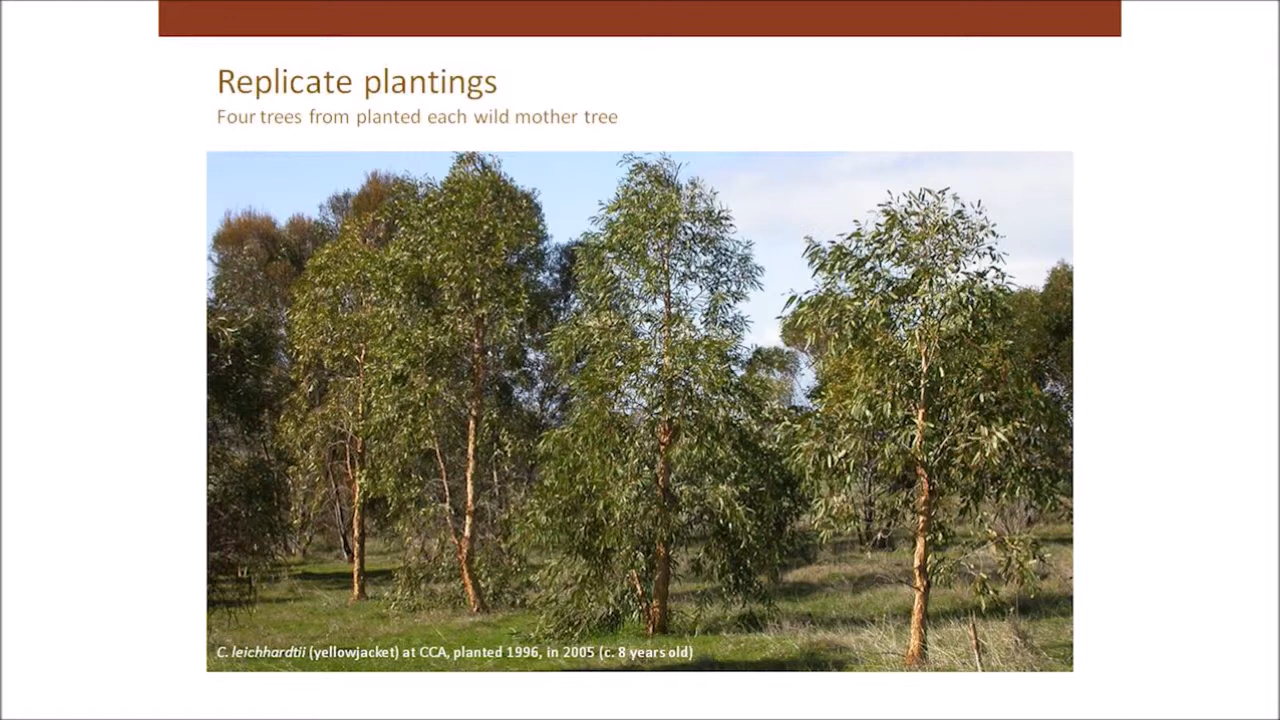 Replicate plantings
Four trees from planted each wild mother tree
C. leichhardtii (yellowjacket) at CCA, planted 1996, in 2005 (c. 8 years old)